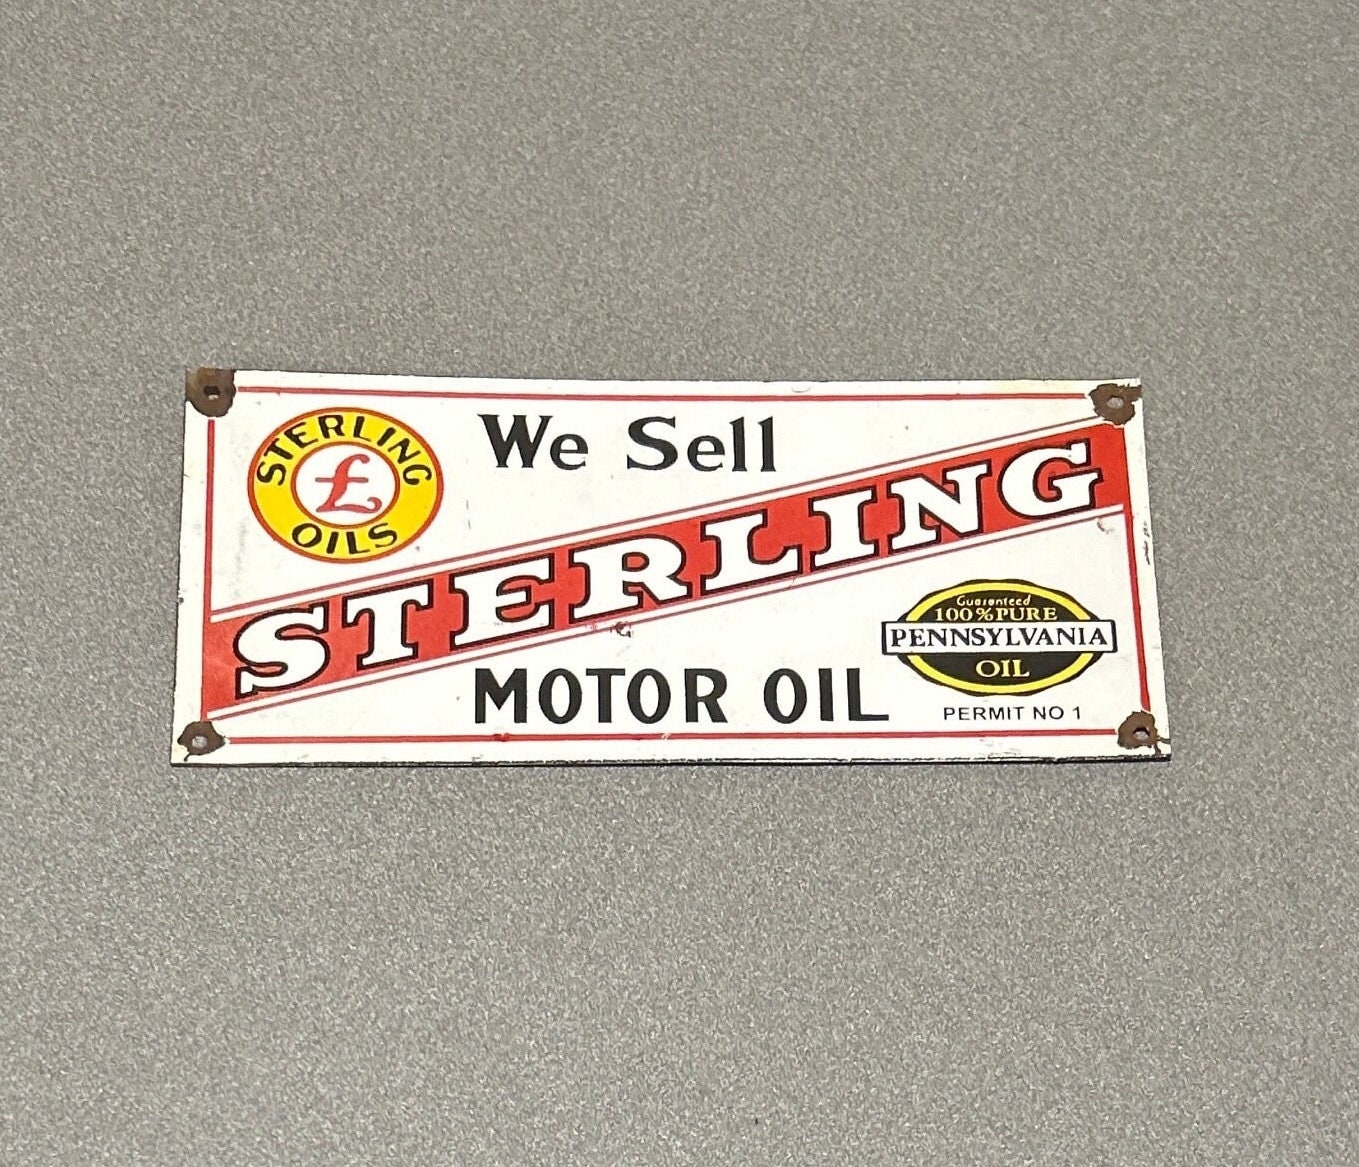 STERLING
£
OILS
We Sell
STERLING
MOTOR OIL
Guaranteed
100% PURE
PENNSYLVANIA
OIL
PERMIT NO 1